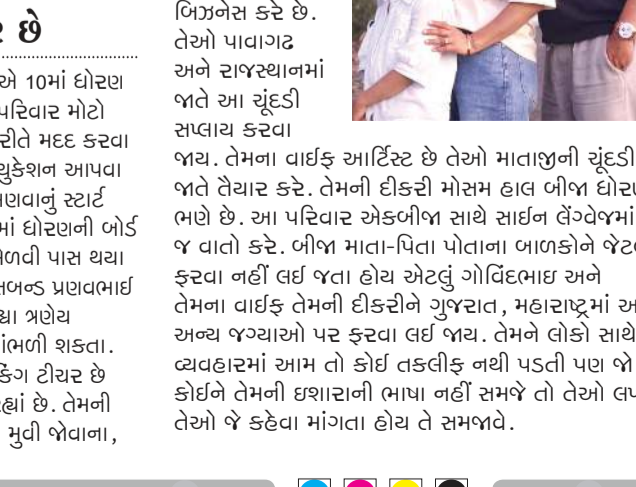 છે
એ 10માં ધોરણ
પરિવાર મોટો
રીતે મદદ કરવા
યુકેશન આપવા
ણવાનું સ્ટાર્ટ
માં ધોરણની બોર્ડ
મેળવી પાસ થયા
સબન્ડ પ્રણવભાઈ
ત્રણેય
ાંભળી શકતા.
કિંગ ટીચર છે
રહ્યાં છે. તેમની
મુવી જોવાના,
બિઝનેસ કરે છે.
તેઓ પાવાગઢ
અને રાજસ્થાનમાં
જાતે આ ચૂંદડી
સપ્લાય કરવા
જાય. તેમના વાઈફ આર્ટિસ્ટ છે તેઓ માતાજીની ચૂંદડી
જાતે તૈયાર કરે. તેમની દીકરી મોસમ હાલ બીજા ધોરણ
ભણે છે. આ પરિવાર એકબીજા સાથે સાઈન લેંગ્વેજમાં
જ વાતો કરે. બીજા માતા-પિતા પોતાના બાળકોને જેટ
ફરવા નહીં લઈ જતા હોય એટલું ગોવિંદભાઇ અને
તેમના વાઈફ તેમની દીકરીને ગુજરાત, મહારાષ્ટ્રમાં અ
અન્ય જગ્યાઓ પર ફરવા લઈ જાય. તેમને લોકો સાથે
વ્યવહારમાં આમ તો કોઈ તકલીફ નથી પડતી પણ જો
કોઈને તેમની ઇશારાની ભાષા નહીં સમજે તો તેઓ લ
તેઓ જે કહેવા માંગતા હોય તે સમજાવે.